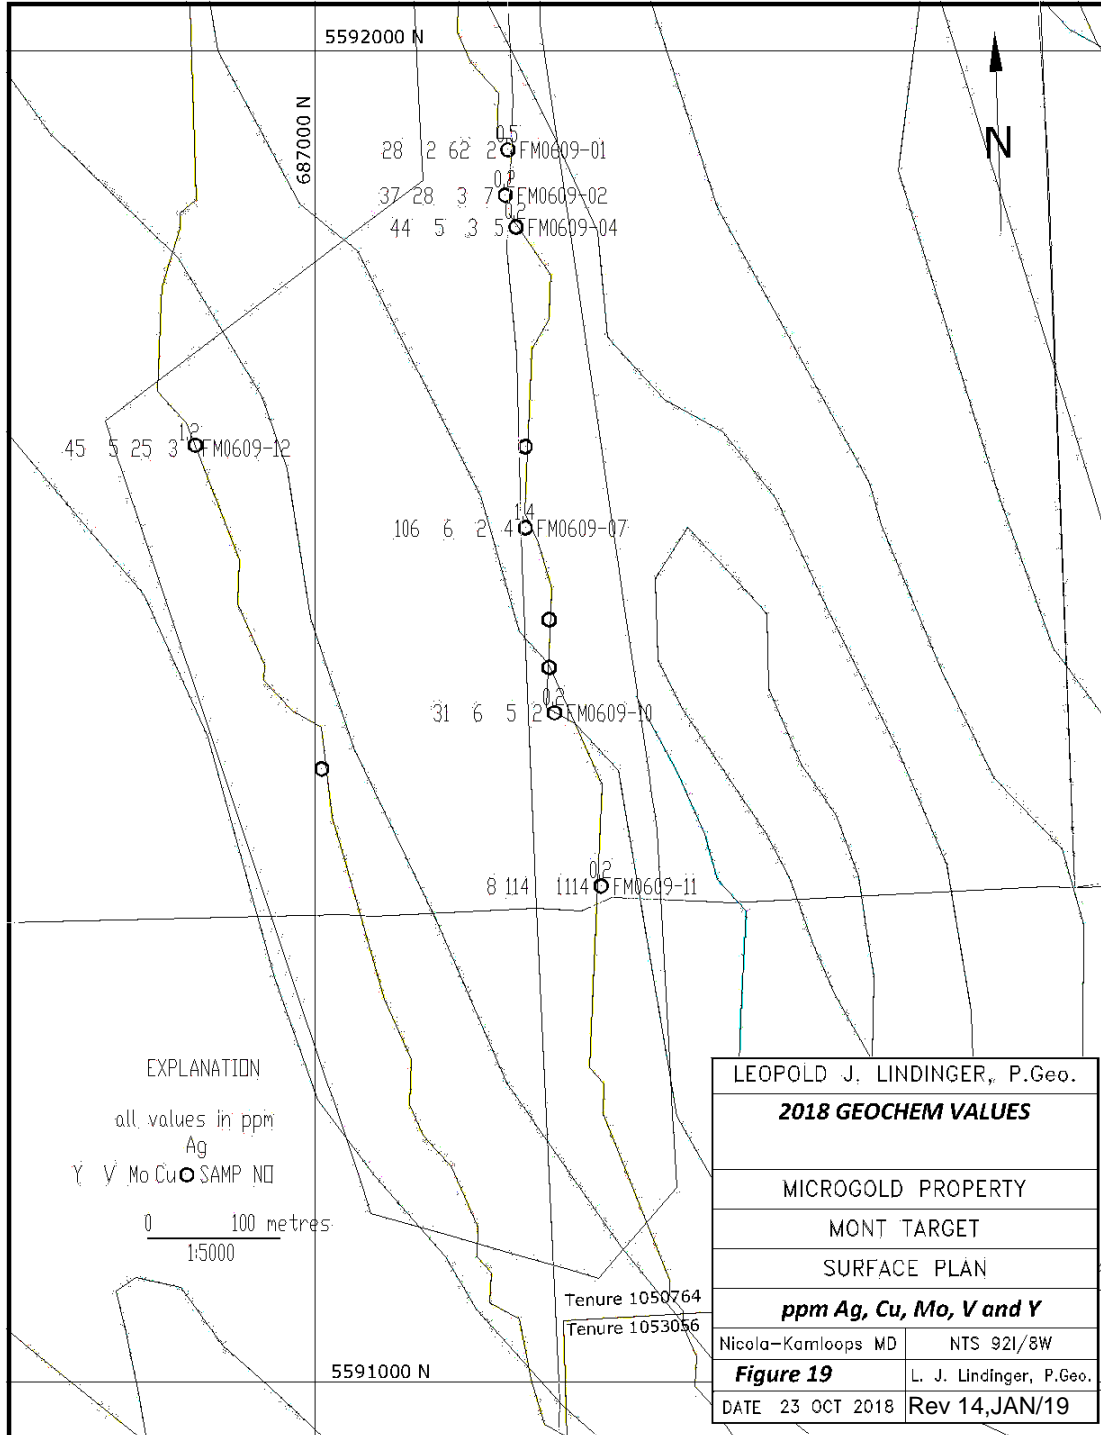 5592000 N
687000 N
N
0.5
28 2 62 2 FM0609-01
0.2
37 28 3 7 FM0609-02
0.2
44 5 3 5 FM0609-04
1.2
45 5 25 3 FM0609-12
1.4
106 6 2 4 FM0609-07
0.2
31 6 5 2 FM0609-10
0.2
8 114 1114 FM0609-11
EXPLANATION
all values in ppm
Ag
Y V Mo Cu SAMP NO
0 100 metres
1:5000
Tenure 1050764
Tenure 1053056
5591000 N
LEOPOLD J. LINDINGER, P.Geo.
2018 GEOCHEM VALUES
MICROGOLD PROPERTY
MONT TARGET
SURFACE PLAN
ppm Ag, Cu, Mo, V and Y
Nicola-Kamloops MD NTS 92I/8W
Figure 19 L. J. Lindinger, P.Geo.
DATE 23 OCT 2018 Rev 14,JAN/19